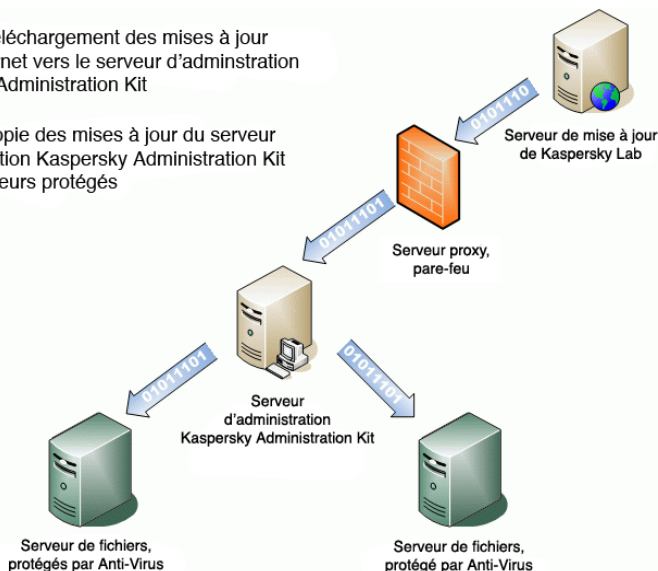 éléchargement des mises à jour
rnet vers le serveur d'adminstration
Administration Kit
opie des mises à jour du serveur
tion Kaspersky Administration Kit
eurs protégés
0101110
Serveur de mise à jour
de Kaspersky Lab
01011101
Serveur proxy,
pare-feu
01011101
01011101
Serveur
d'administration
Kaspersky Administration Kit
Serveur de fichiers,
protégés par Anti-Virus
Serveur de fichiers,
protégé par Anti-Virus